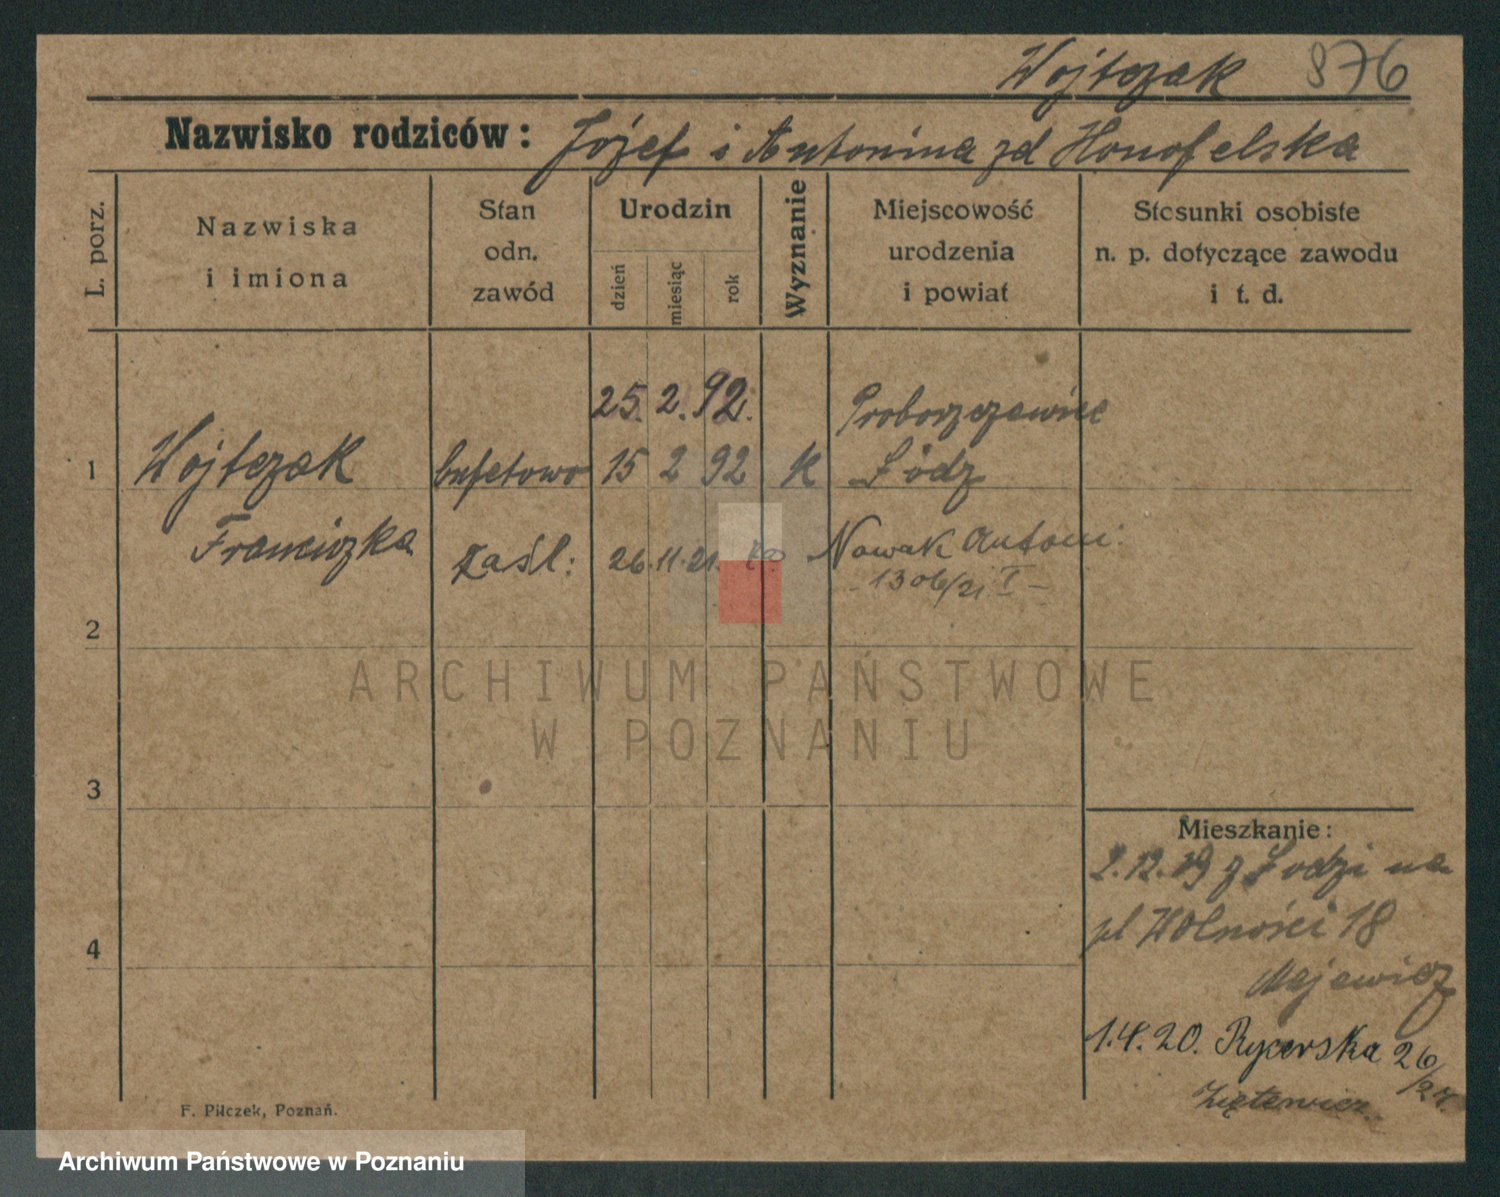 Wojtczak 876
Nazwisko rodziców: Józef i Antonina zd Honofelska
L. porz.
Nazwiska
i imiona
Stan
odn.
zawód
Urodzin
dzień
miesiąc
rok
Wyznanie
Miejscowość
urodzenia
i powiat
Stosunki osobiste
n. p. dotyczące zawodu
i t. d.
25. 2. 92.
1 Wojtczak bufetowo 15 2 92 k Łódz
Franciszka zaśl: 26.11.21. Nowak Antoni
1306/21 I
2
3
4
ARCHIWUM PAŃSTWOWE
W POZNANIU
Mieszkanie:
2.12.19 z Łodzi na
pl Wolności 18
Majewicz
1.4.20. Rycerska 26
Ziętewicz
F. Pilczek, Poznań.
Archiwum Państwowe w Poznaniu